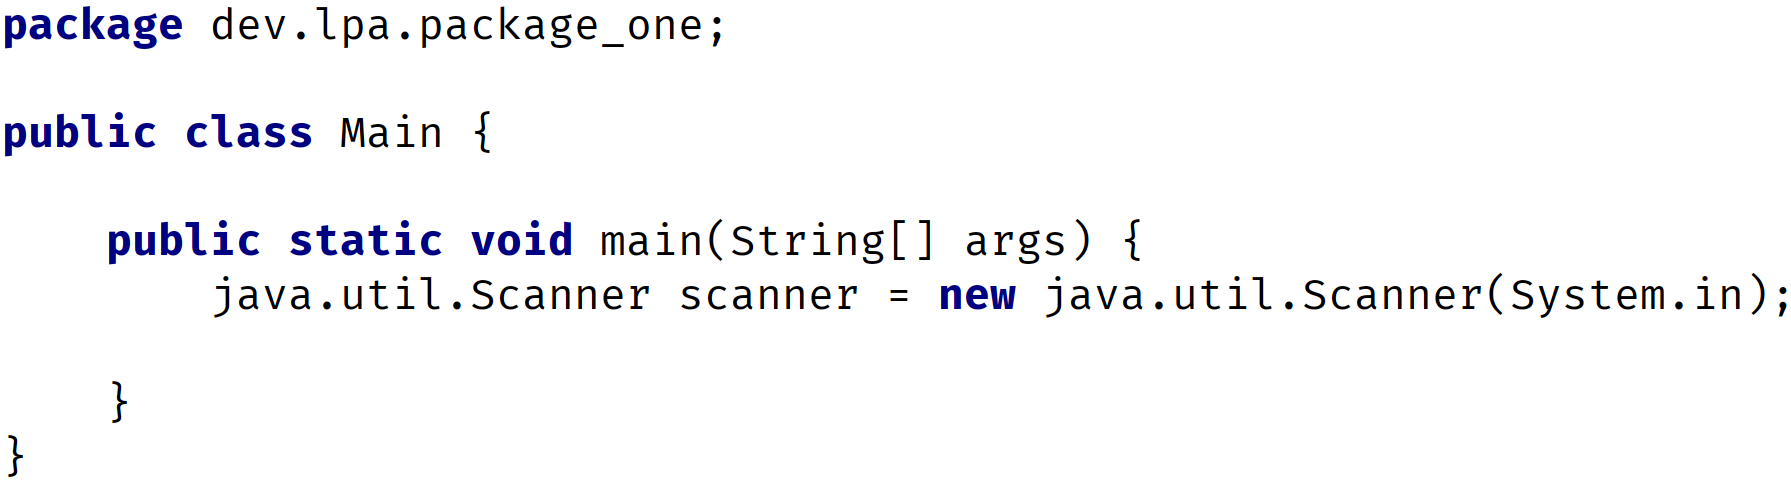 package dev.lpa.package_one;
public class Main {
public static void main(String[] args) {
java.util.Scanner scanner = new java.util.Scanner(System.in);
}
}